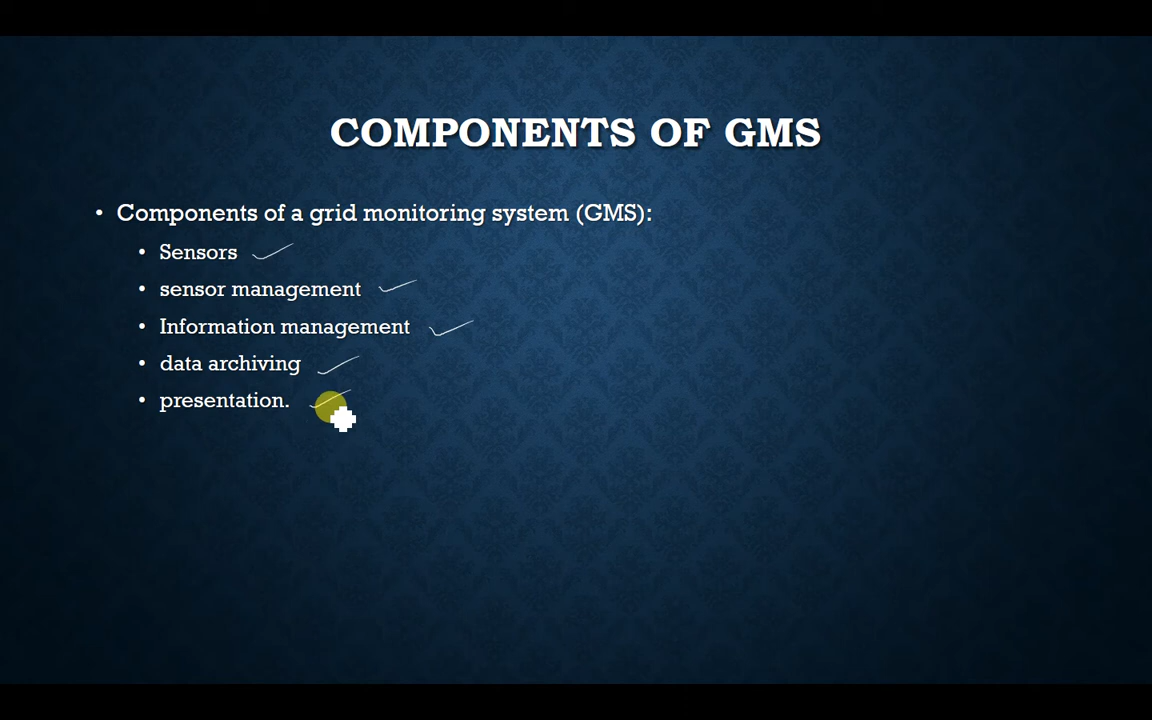 COMPONENTS OF GMS
• Components of a grid monitoring system (GMS):
• Sensors
• sensor management
• Information management
• data archiving
• presentation.